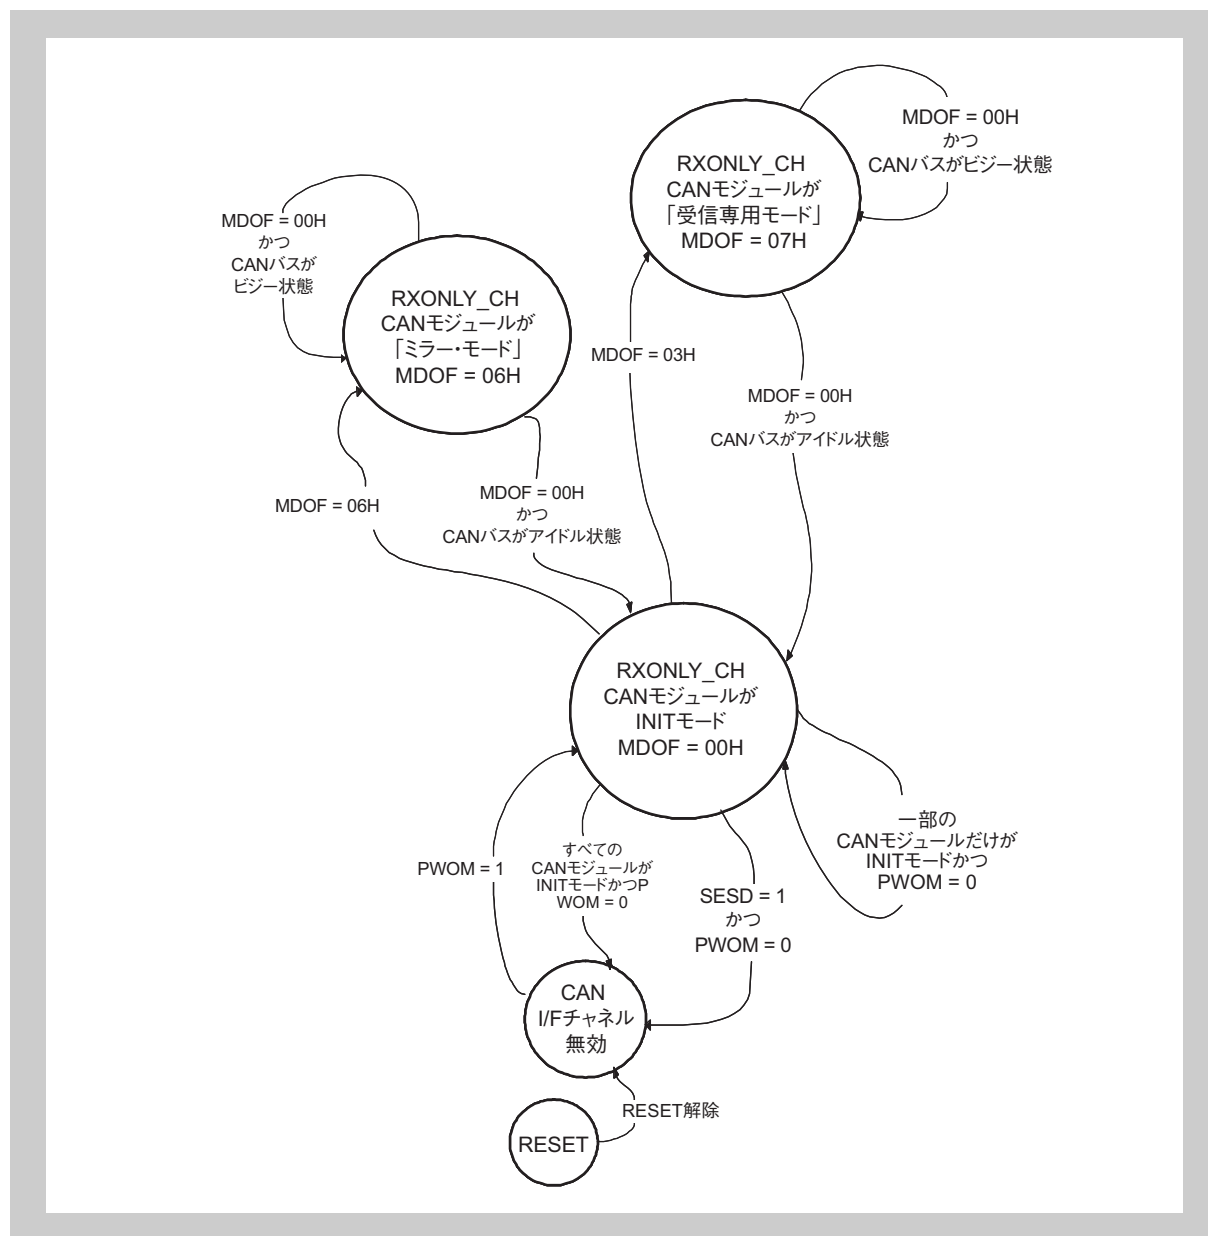 MDOF = 00H
かつ
CANバスがビジー状態
RXONLY_CH
CANモジュールが
「受信専用モード」
MDOF = 07H
MDOF = 00H
かつ
CANバスが
ビジー状態
RXONLY_CH
CANモジュールが
「ミラー・モード」
MDOF = 06H
MDOF = 03H
MDOF = 00H
かつ
CANバスがアイドル状態
MDOF = 06H
MDOF = 00H
かつ
CANバスがアイドル状態
RXONLY_CH
CANモジュールが
INITモード
MDOF = 00H
一部の
CANモジュールだけが
INITモードかつ
PWOM = 0
PWOM = 1
すべての
CANモジュールが
INITモードかつP
WOM = 0
SESD = 1
かつ
PWOM = 0
CAN
I/Fチャネル
無効
RESET解除
RESET